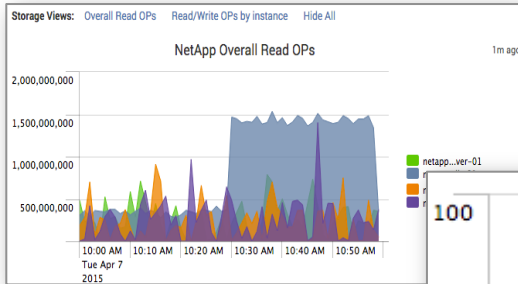 Storage Views: Overall Read OPs Read/Write OPs by instance Hide All
NetApp Overall Read OPs
1m ago
2,000,000,000
1,500,000,000
1,000,000,000
500,000,000
netapp...ver-01
100
10:00 AM 10:10 AM 10:20 AM 10:30 AM 10:40 AM 10:50 AM
Tue Apr 7
2015